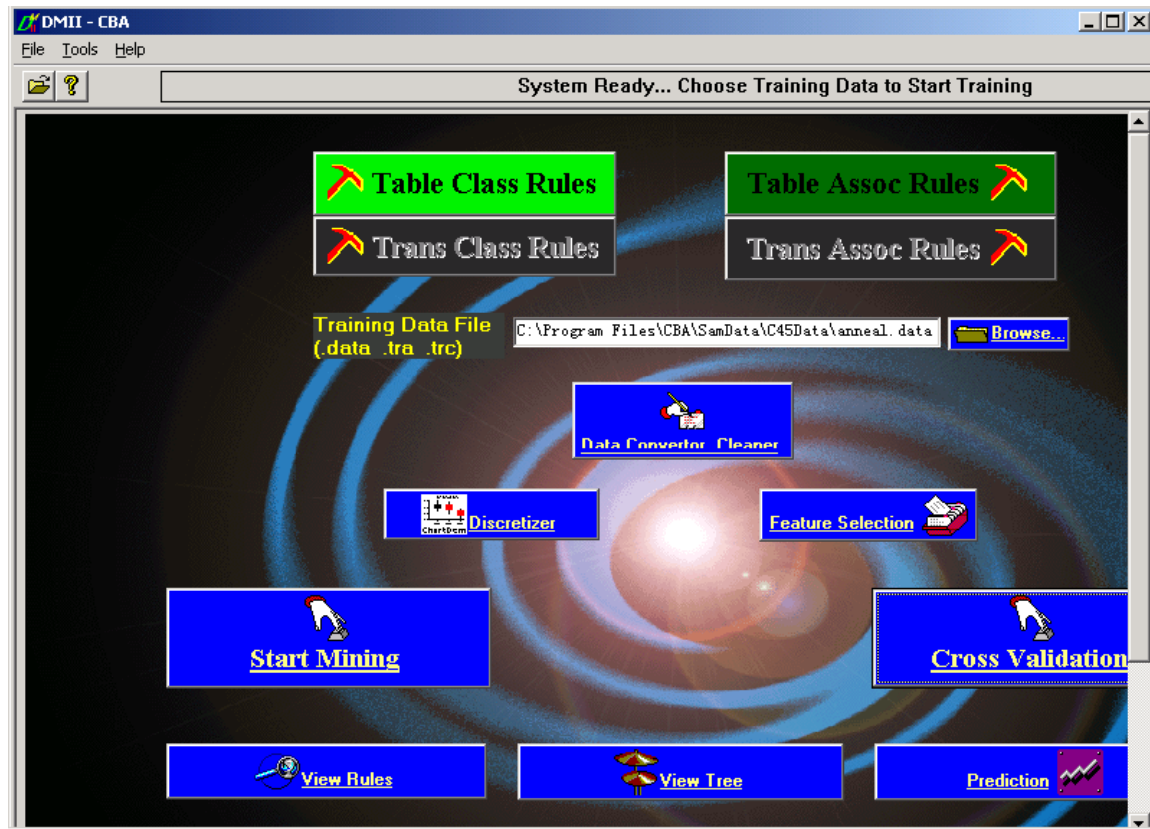 DMII - CBA
File Tools Help
System Ready... Choose Training Data to Start Training
Table Class Rules
Table Assoc Rules
Trans Class Rules
Trans Assoc Rules
Training Data File
(.data .tra .trc)
C:\Program Files\CBA\SamData\C45Data\anneal.data
Browse...
Data Convertor, Cleaner
ChartDem
Discretizer
Feature Selection
Start Mining
Cross Validation
View Rules
View Tree
Prediction